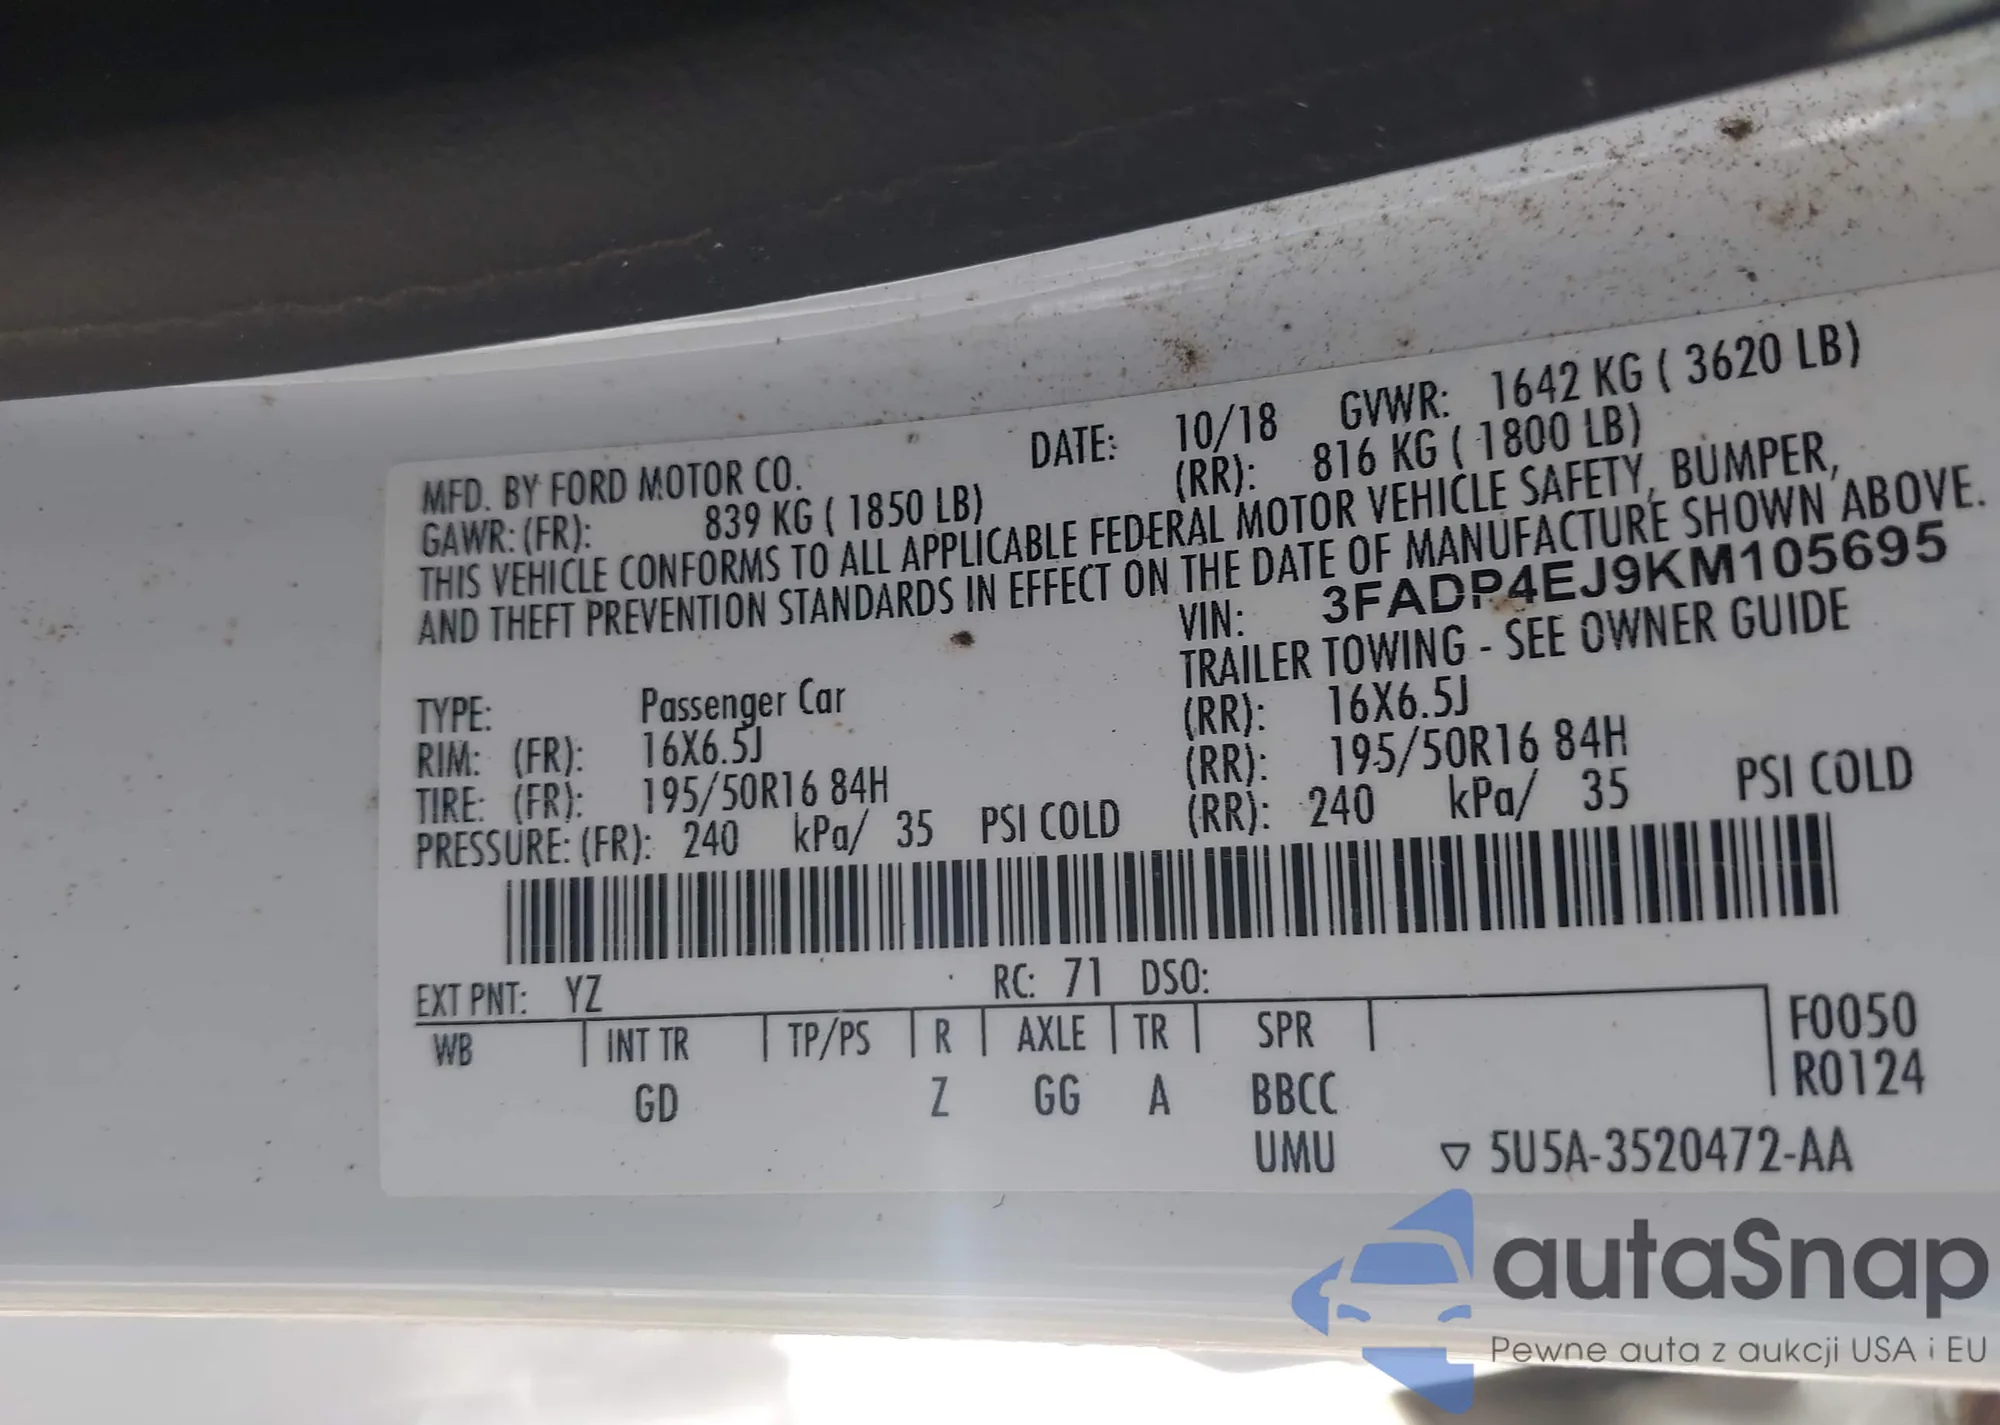 MFD. BY FORD MOTOR CO. DATE: 10/18 GVWR: 1642 KG ( 3620 LB)
GAWR: (FR): 839 KG ( 1850 LB) (RR): 816 KG ( 1800 LB)
THIS VEHICLE CONFORMS TO ALL APPLICABLE FEDERAL MOTOR VEHICLE SAFETY, BUMPER,
AND THEFT PREVENTION STANDARDS IN EFFECT ON THE DATE OF MANUFACTURE SHOWN ABOVE.
VIN: 3FADP4EJ9KM105695
TRAILER TOWING - SEE OWNER GUIDE
TYPE: Passenger Car
RIM: (FR): 16X6.5J (RR): 16X6.5J
TIRE: (FR): 195/50R16 84H (RR): 195/50R16 84H
PRESSURE: (FR): 240 kPa/ 35 PSI COLD (RR): 240 kPa/ 35 PSI COLD
EXT PNT: YZ RC: 71 DSO:
WB INT TR TP/PS R AXLE TR SPR F0050
GD Z GG A BBCC R0124
UMU ▽ 5U5A-3520472-AA
autaSnap
Pewne auta z aukcji USA i EU